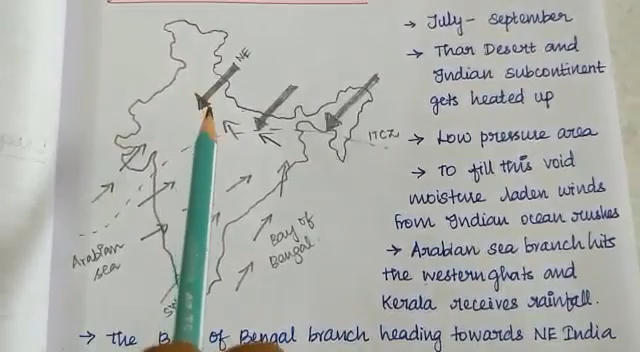 NE
ITCZ
Arabian
sea
Bay of
Bengal
SW
→ July - September
→ Thar Desert and
Indian subcontinent
gets heated up
→ Low pressure area
→ To fill this void
moisture laden winds
from Indian ocean rushes
→ Arabian sea branch hits
the western ghats and
Kerala receives rainfall.
→ The of Bengal branch heading towards NE India